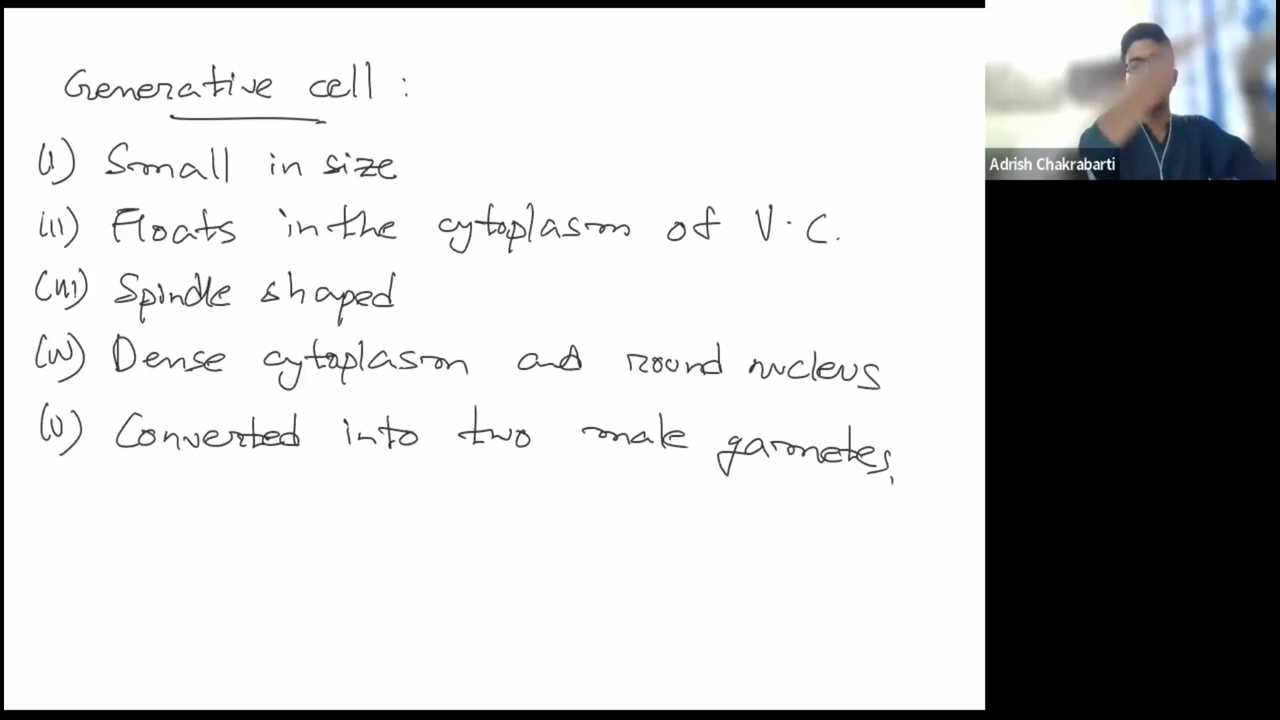 Generative cell :
(i) Small in size
(ii) Floats in the cytoplasm of V.C.
(iii) Spindle shaped
(iv) Dense cytoplasm and round nucleus
(v) Converted into two male gametes,
Adrish Chakrabarti